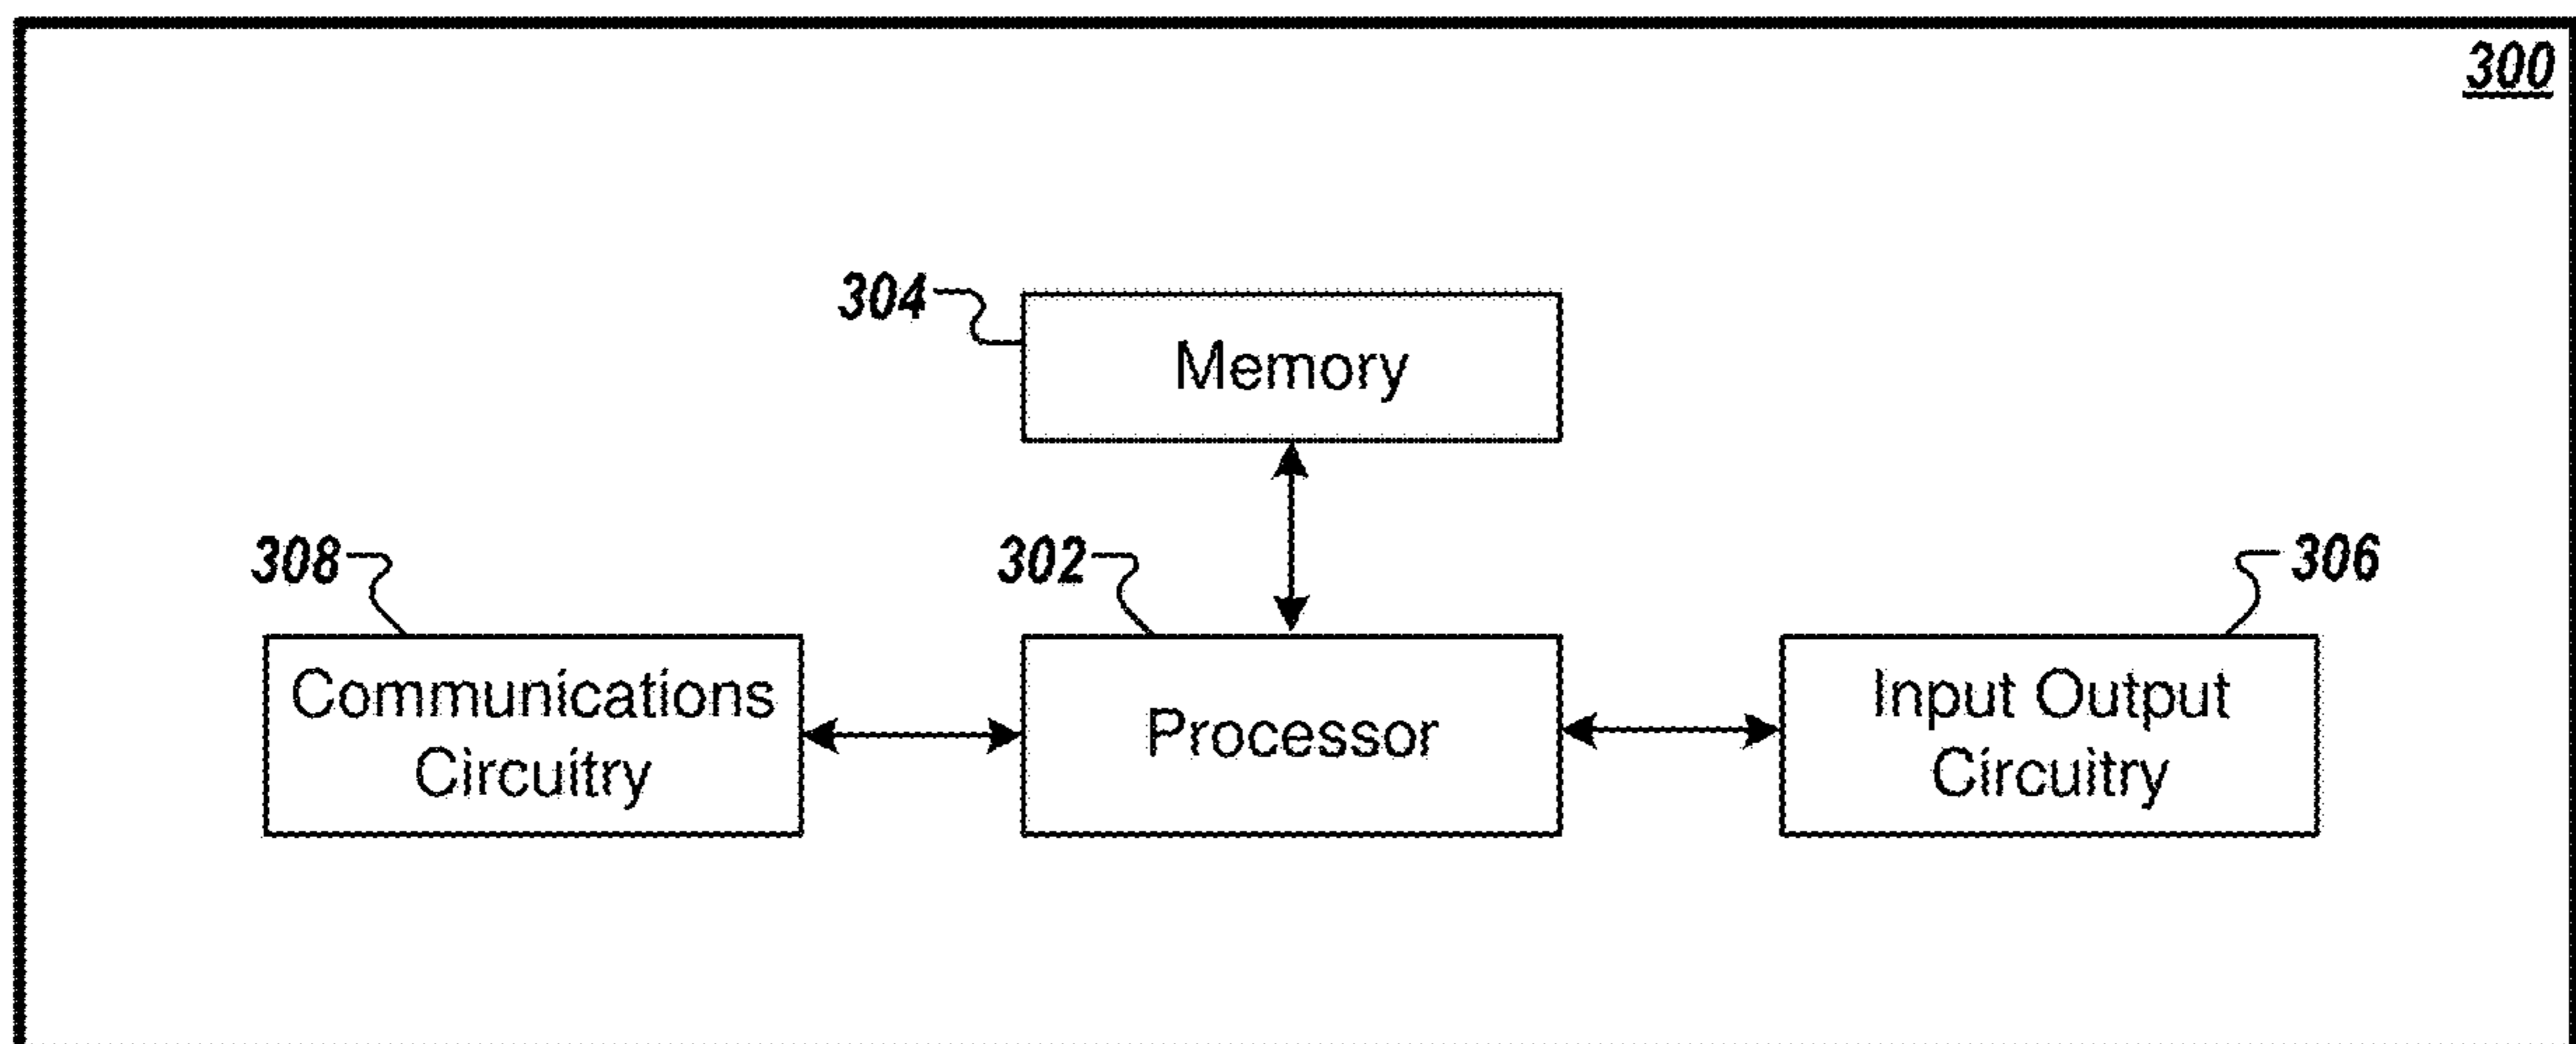 300
304
Memory
308
302
306
Communications
Circuitry
Processor
Input Output
Circuitry